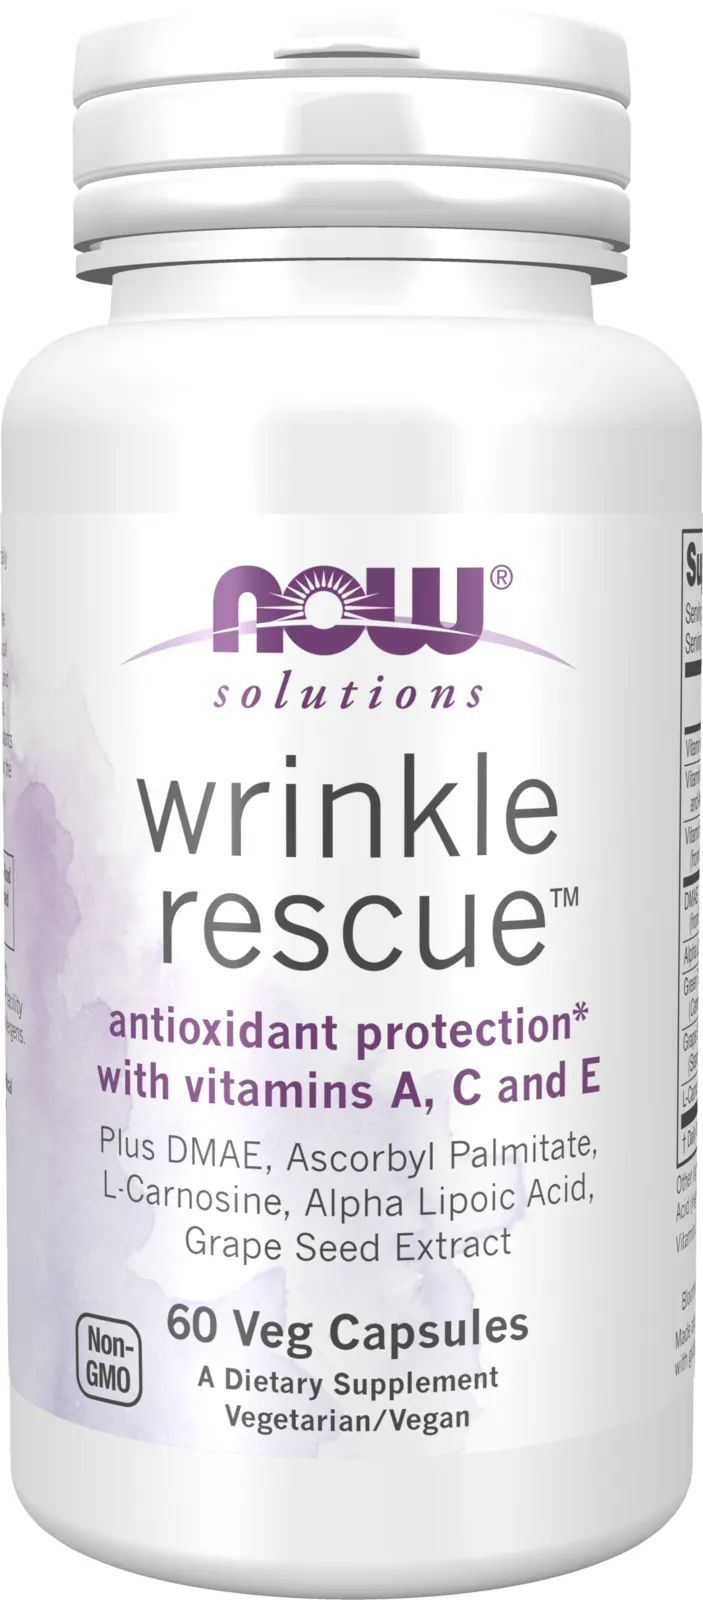 NOW®
solutions
wrinkle
rescue™
antioxidant protection*
with vitamins A, C and E
Plus DMAE, Ascorbyl Palmitate,
L-Carnosine, Alpha Lipoic Acid,
Grape Seed Extract
Non-
GMO
60 Veg Capsules
A Dietary Supplement
Vegetarian/Vegan
DMAE